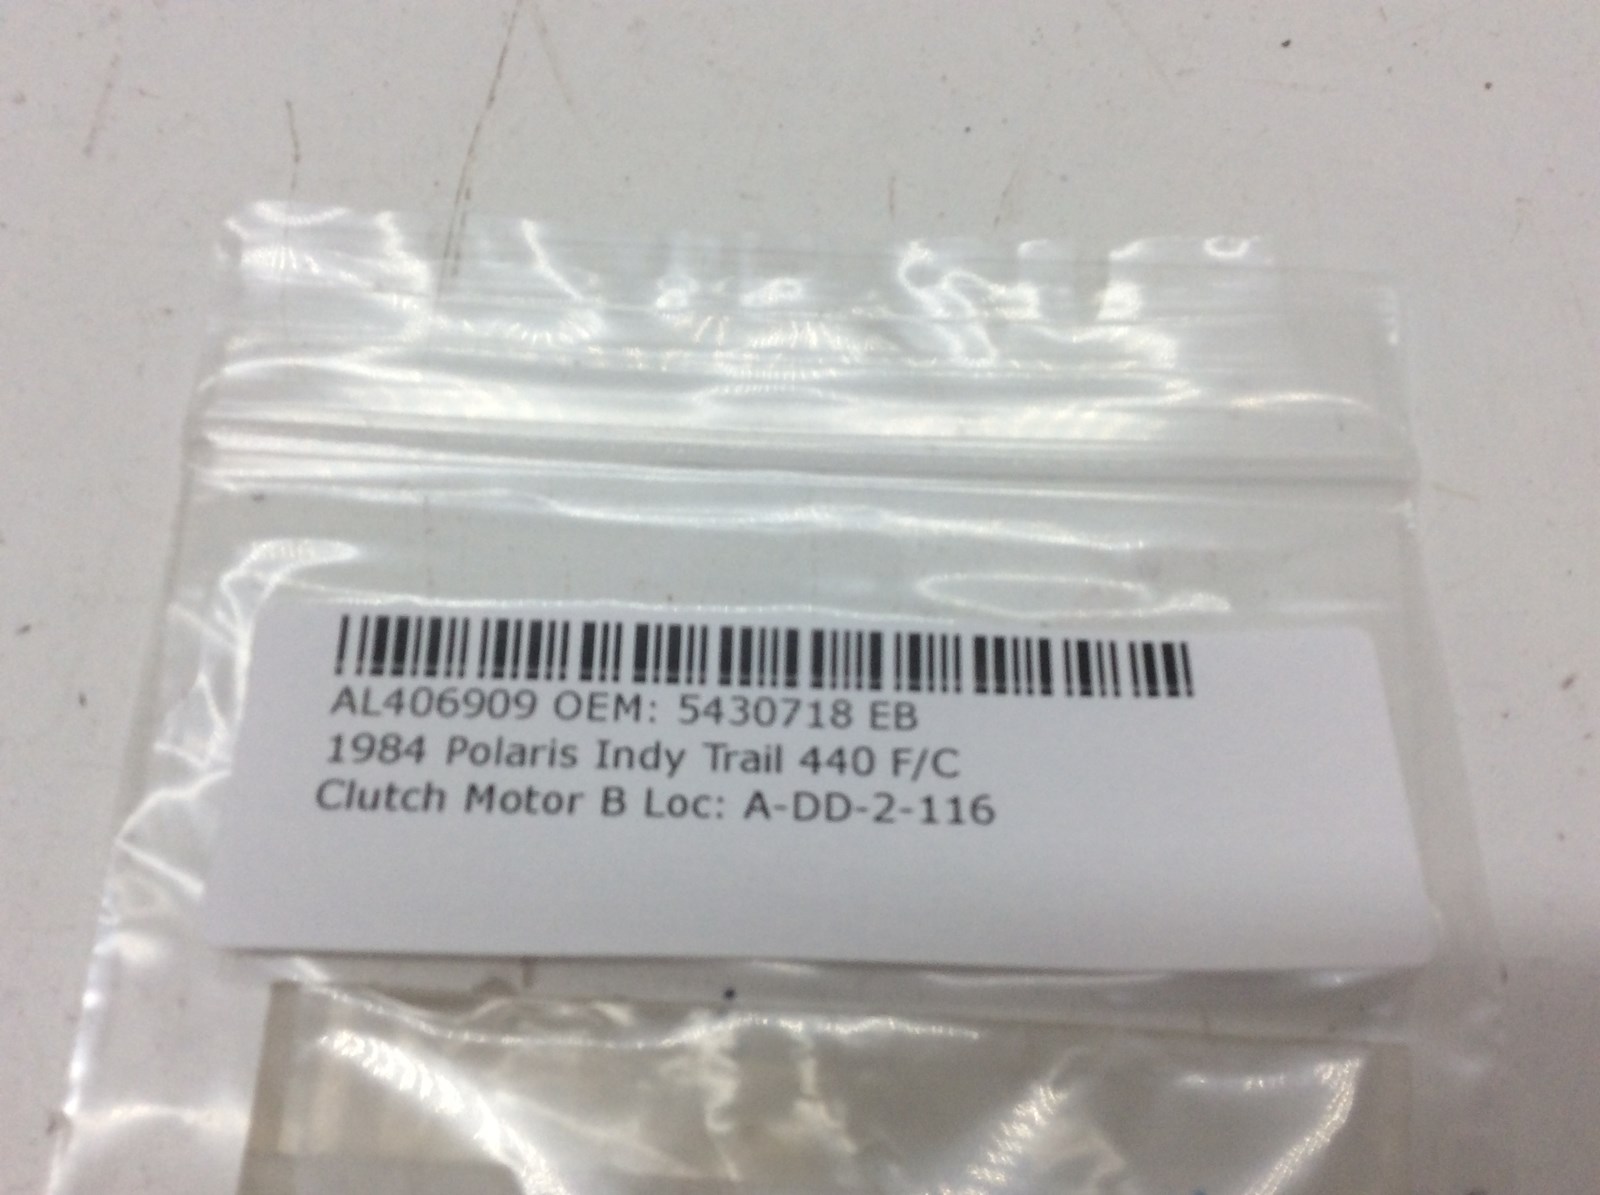 AL406909 OEM: 5430718 EB
1984 Polaris Indy Trail 440 F/C
Clutch Motor B Loc: A-DD-2-116